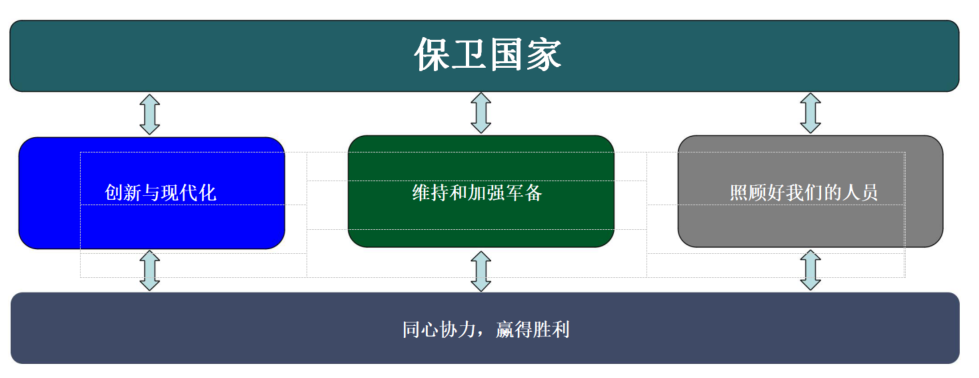 保卫国家
创新与现代化
维持和加强军备
照顾好我们的人员
同心协力，赢得胜利